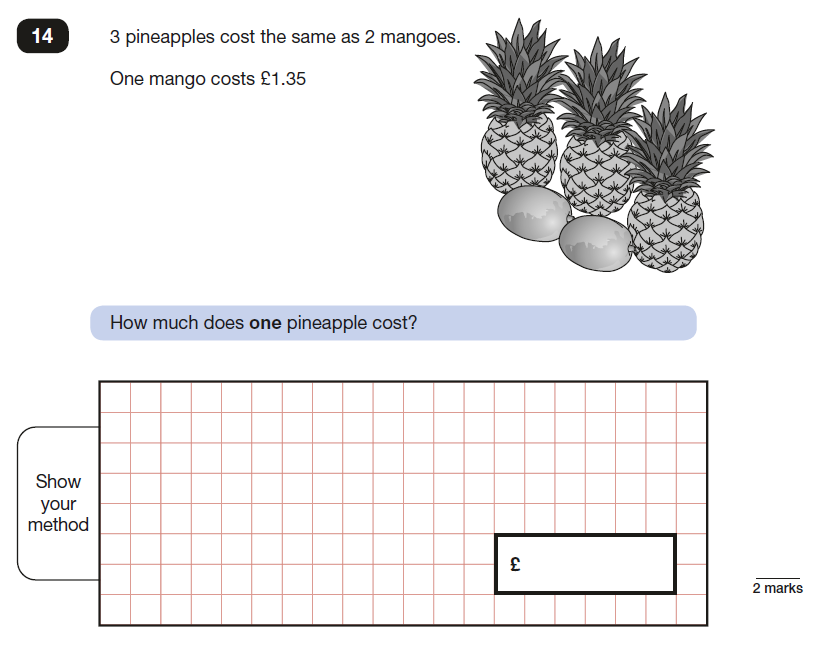 14
3 pineapples cost the same as 2 mangoes.
One mango costs £1.35
How much does one pineapple cost?
Show
your
method
£
2 marks